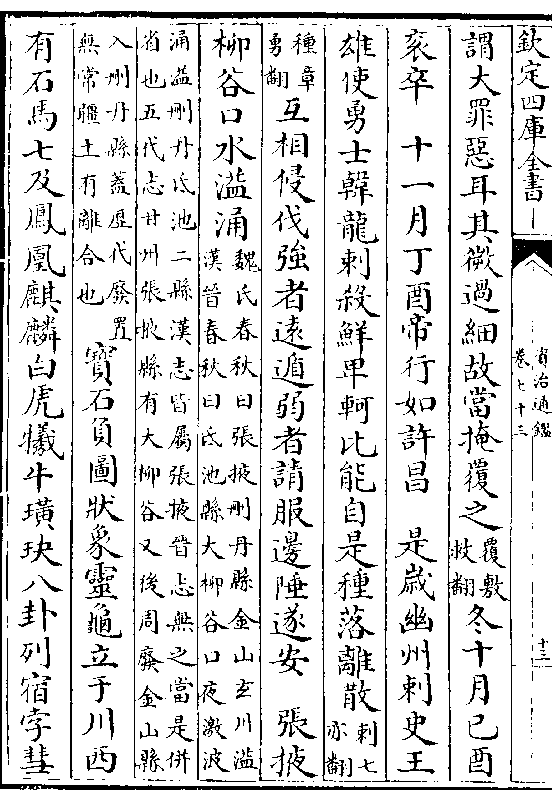 欽定四庫全書
資治通鑑
卷七十三
十三
謂大罪惡耳其㣲過細故當掩覆之覆敷救翻冬十月己酉
袞卒　十一月丁酉帝行如許昌　是歳幽州刺史王
雄使勇士韓龍刺殺鮮卑軻比能自是種落離散刺七亦翻
種章勇翻互相侵伐強者遠遁弱者請服邊陲遂安　張掖
柳谷口水溢涌魏氏春秋曰張掖刪丹縣金山玄川溢
漢晉春秋曰氐池縣大柳谷口夜激波
涌溢刪丹氐池二縣漢志皆屬張掖晉志無之當是併
省也五代志甘州張掖縣有大柳谷又後周廢金山縣
入刪丹縣蓋歴代廢置
無常疆土有離合也
寶石負圖狀象靈龜立于川西
有石馬七及鳳凰麒麟白虎犧牛璜玦八卦列宿孛彗